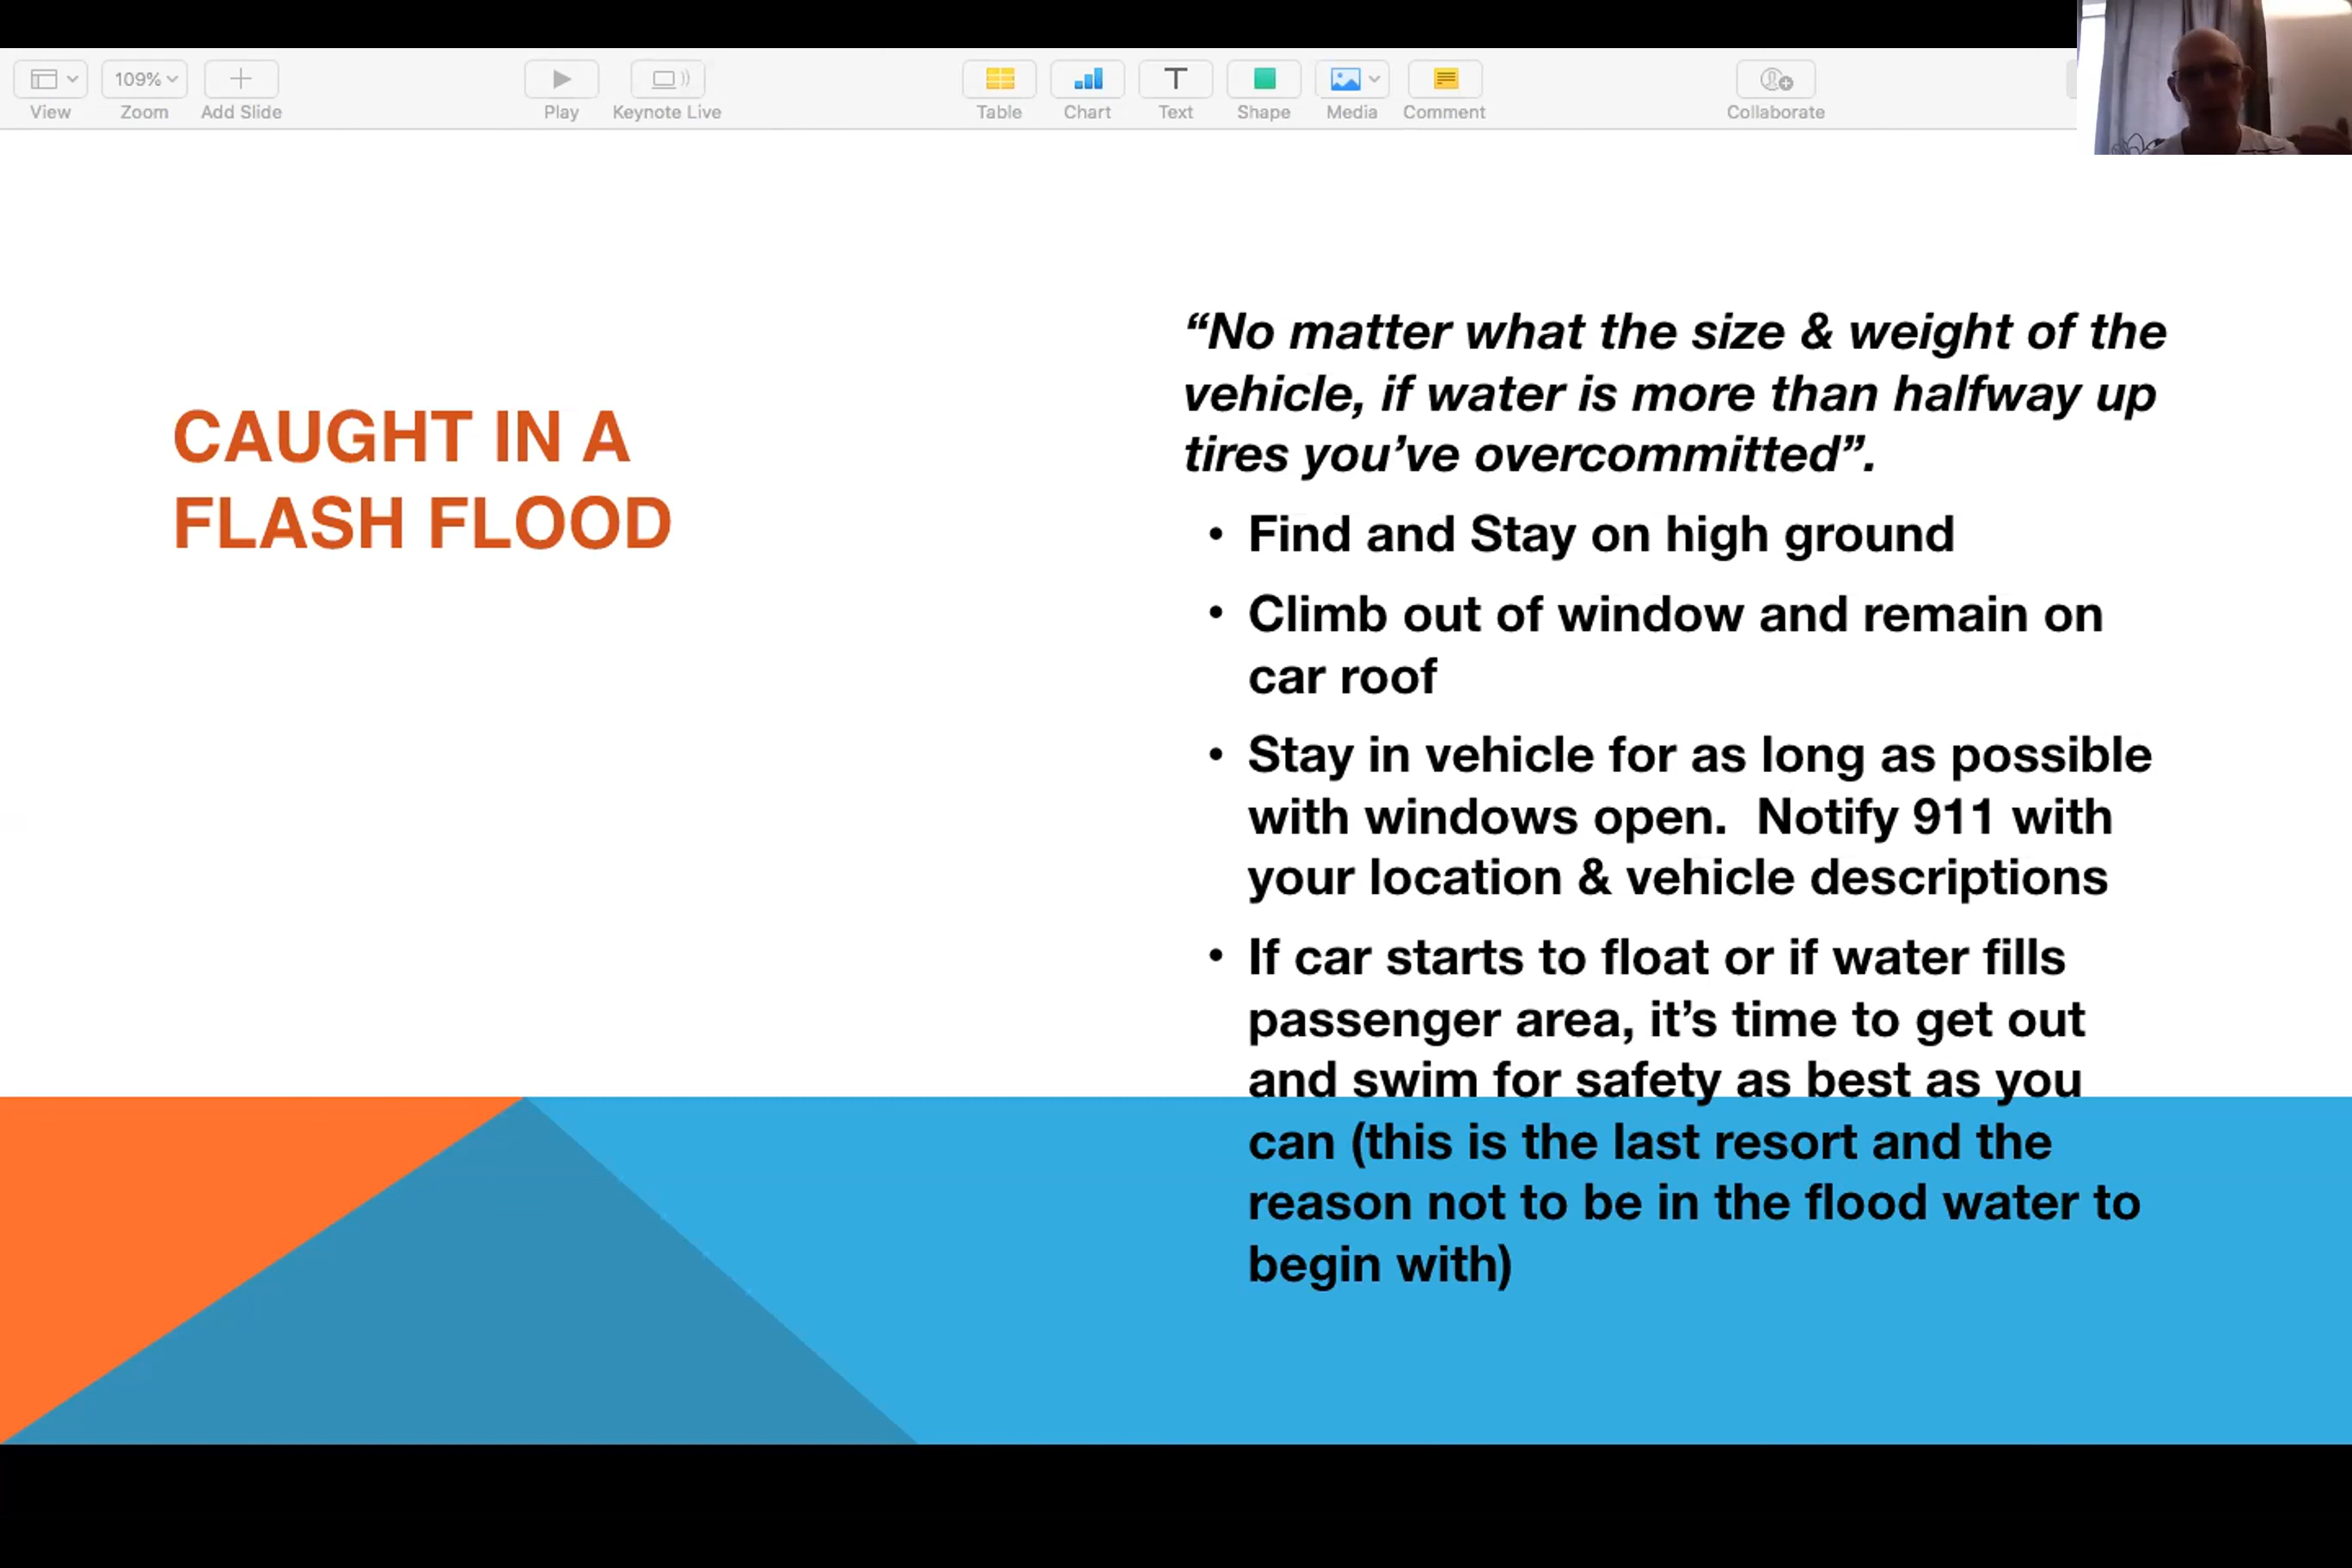 109%
View
Zoom
Add Slide
Play
Keynote Live
Table
Chart
T
Text
Shape
Media
Comment
Collaborate
CAUGHT IN A
FLASH FLOOD
“No matter what the size & weight of the
vehicle, if water is more than halfway up
tires you’ve overcommitted”.
• Find and Stay on high ground
• Climb out of window and remain on
car roof
• Stay in vehicle for as long as possible
with windows open.  Notify 911 with
your location & vehicle descriptions
• If car starts to float or if water fills
passenger area, it’s time to get out
and swim for safety as best as you
can (this is the last resort and the
reason not to be in the flood water to
begin with)